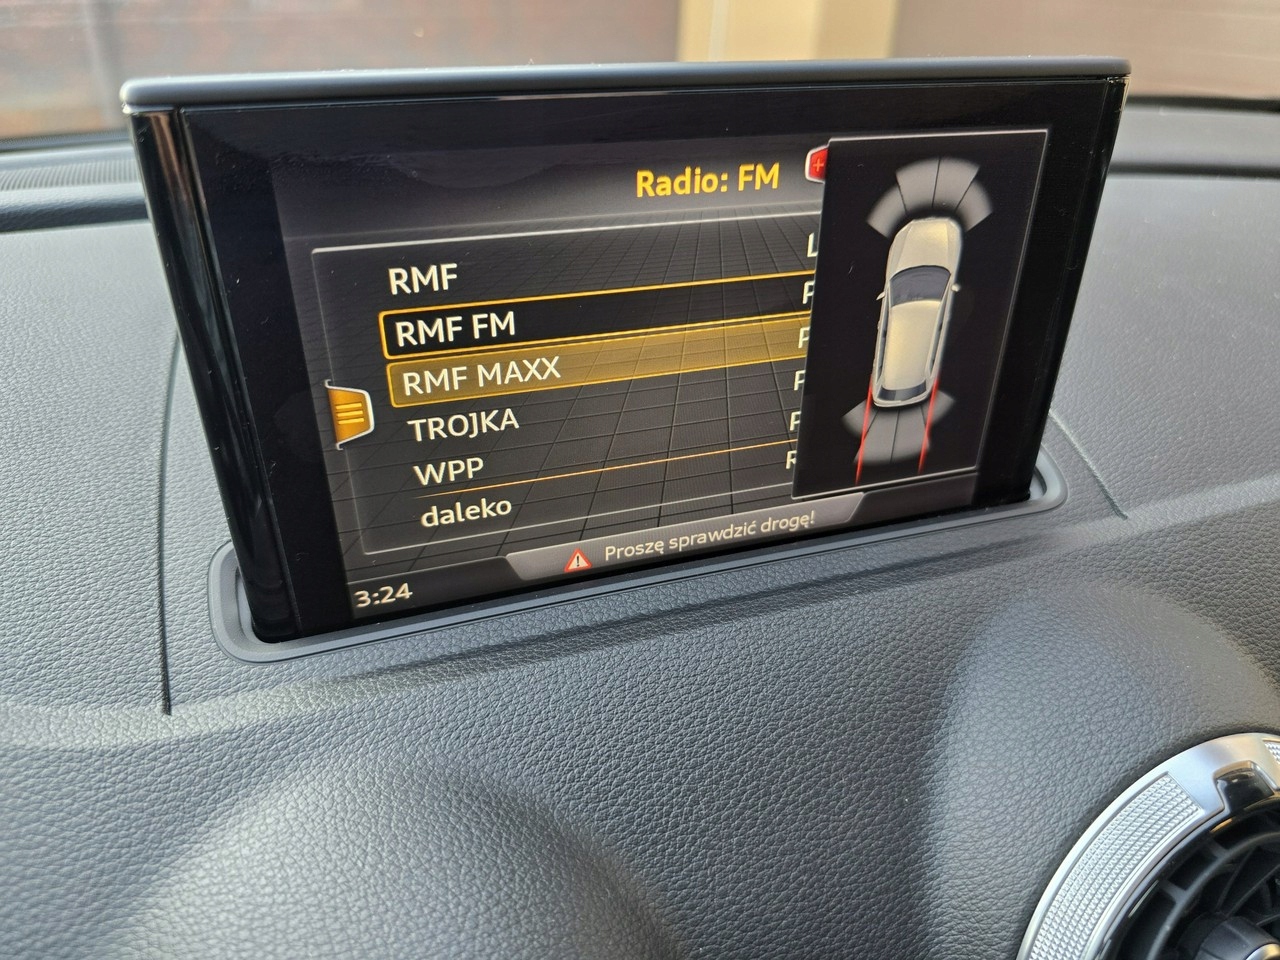 Radio: FM
RMF
RMF FM
RMF MAXX
TROJKA
WPP
daleko
Proszę sprawdzić drogę!
3:24